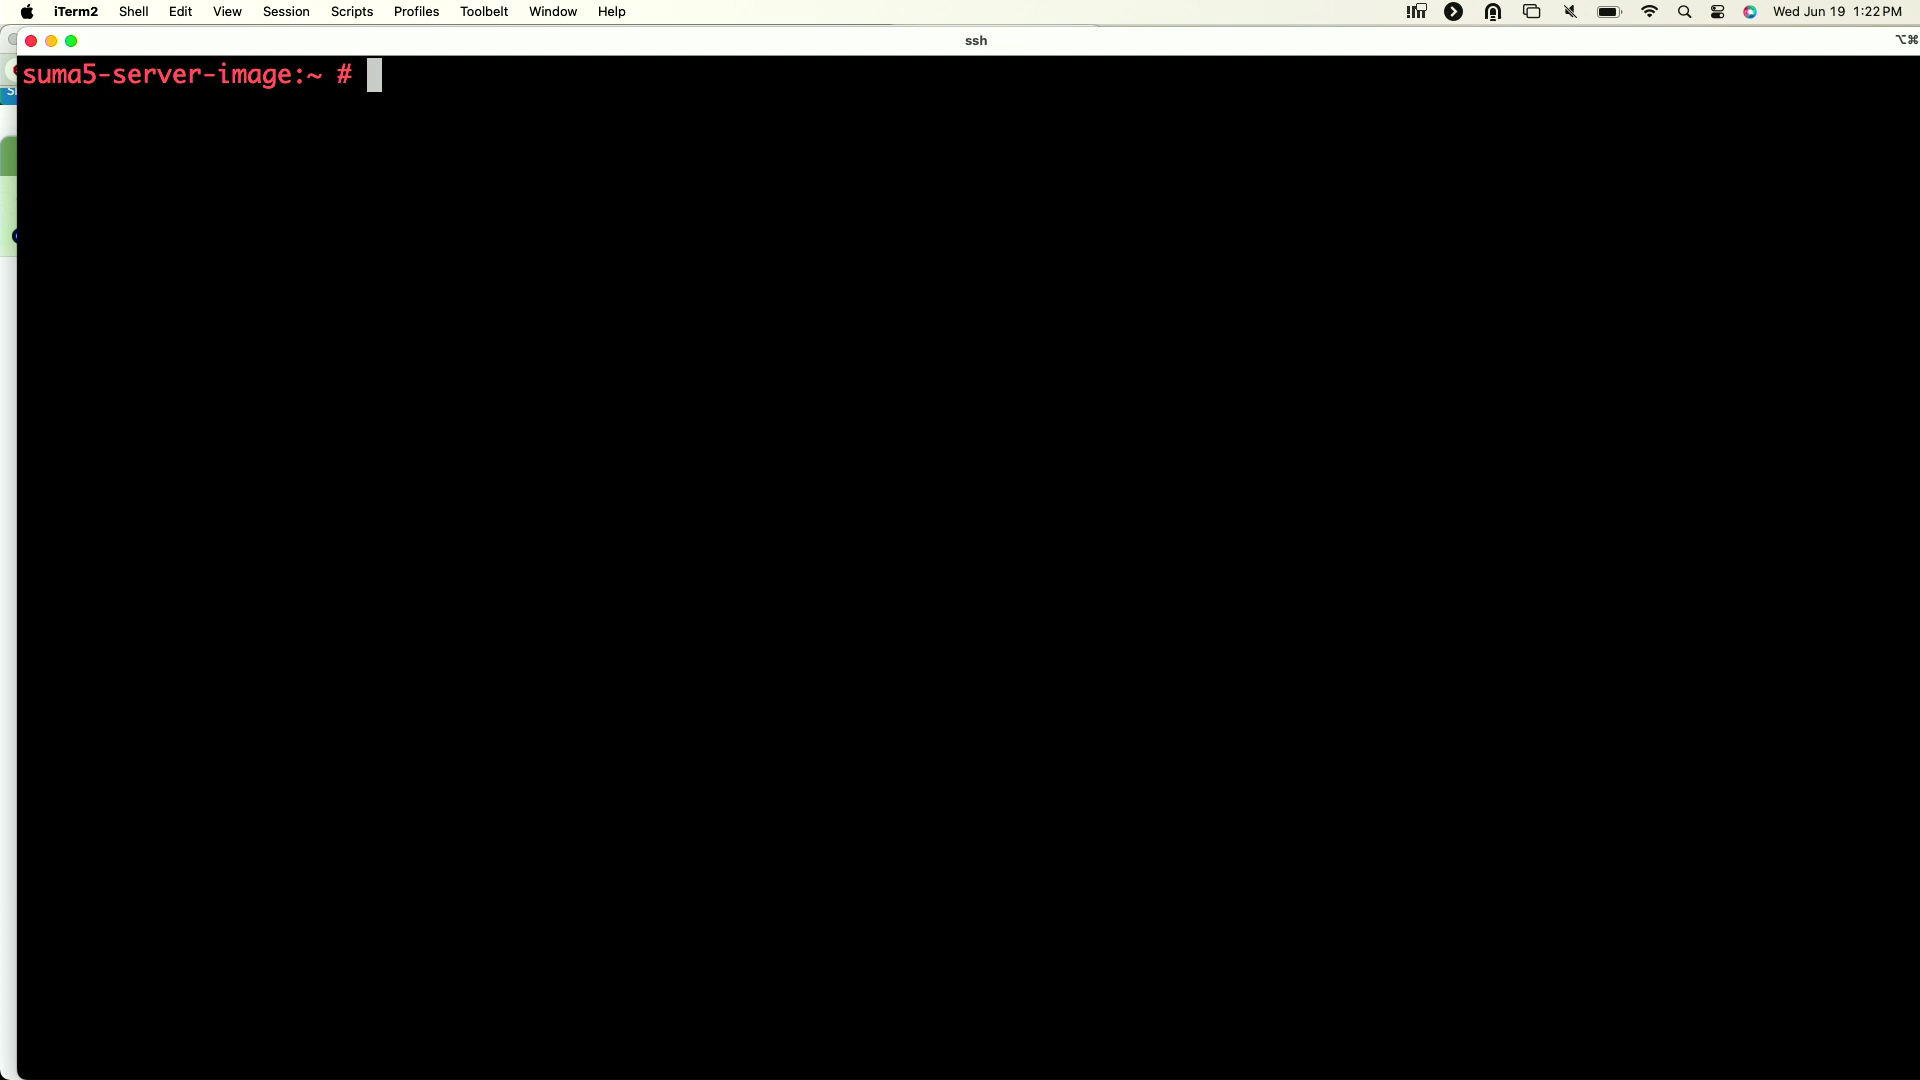 iTerm2 Shell Edit View Session Scripts Profiles Toolbelt Window Help Wed Jun 19 1:22 PM
ssh ⌥⌘
suma5-server-image:~ #